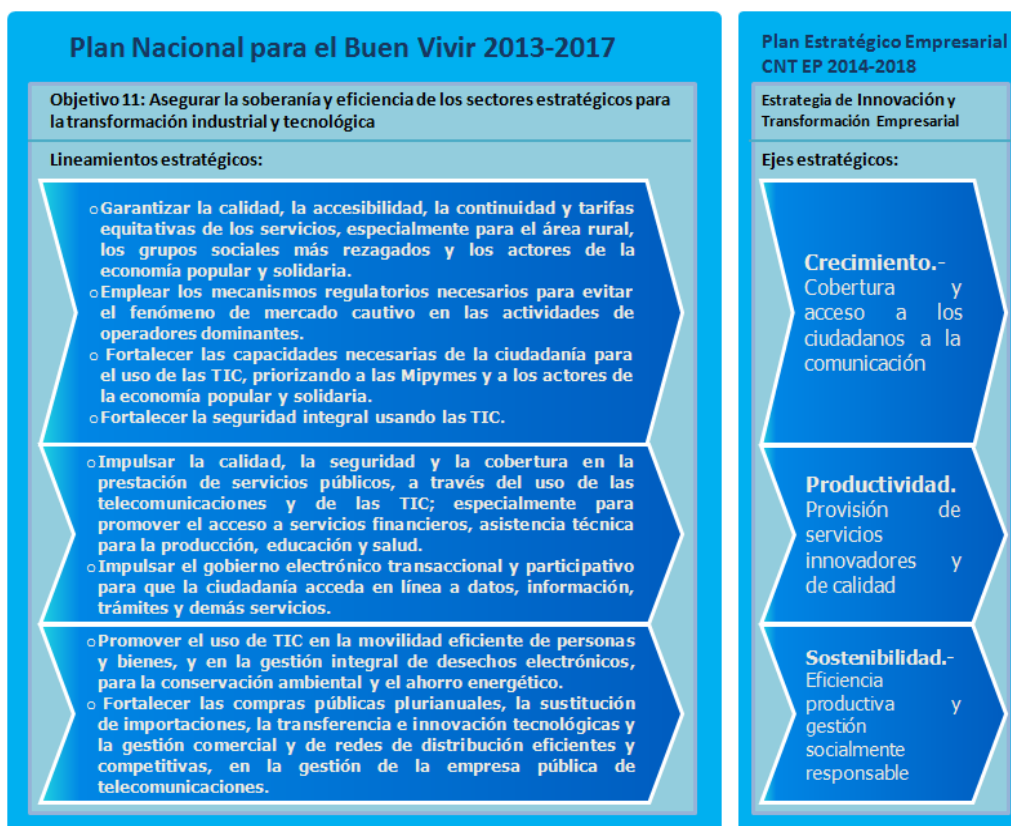 Plan Nacional para el Buen Vivir 2013-2017
Objetivo 11: Asegurar la soberanía y eficiencia de los sectores estratégicos para
la transformación industrial y tecnológica
Lineamientos estratégicos:
o Garantizar la calidad, la accesibilidad, la continuidad y tarifas
equitativas de los servicios, especialmente para el área rural,
los grupos sociales más rezagados y los actores de la
economía popular y solidaria.
o Emplear los mecanismos regulatorios necesarios para evitar
el fenómeno de mercado cautivo en las actividades de
operadores dominantes.
o Fortalecer las capacidades necesarias de la ciudadanía para
el uso de las TIC, priorizando a las Mipymes y a los actores de
la economía popular y solidaria.
o Fortalecer la seguridad integral usando las TIC.
o Impulsar la calidad, la seguridad y la cobertura en la
prestación de servicios públicos, a través del uso de las
telecomunicaciones y de las TIC; especialmente para
promover el acceso a servicios financieros, asistencia técnica
para la producción, educación y salud.
o Impulsar el gobierno electrónico transaccional y participativo
para que la ciudadanía acceda en línea a datos, información,
trámites y demás servicios.
o Promover el uso de TIC en la movilidad eficiente de personas
y bienes, y en la gestión integral de desechos electrónicos,
para la conservación ambiental y el ahorro energético.
o Fortalecer las compras públicas plurianuales, la sustitución
de importaciones, la transferencia e innovación tecnológicas y
la gestión comercial y de redes de distribución eficientes y
competitivas, en la gestión de la empresa pública de
telecomunicaciones.
Plan Estratégico Empresarial
CNT EP 2014-2018
Estrategia de Innovación y
Transformación Empresarial
Ejes estratégicos:
Crecimiento.-
Cobertura y
acceso a los
ciudadanos a la
comunicación
Productividad.
Provisión de
servicios
innovadores y
de calidad
Sostenibilidad.-
Eficiencia
productiva y
gestión
socialmente
responsable